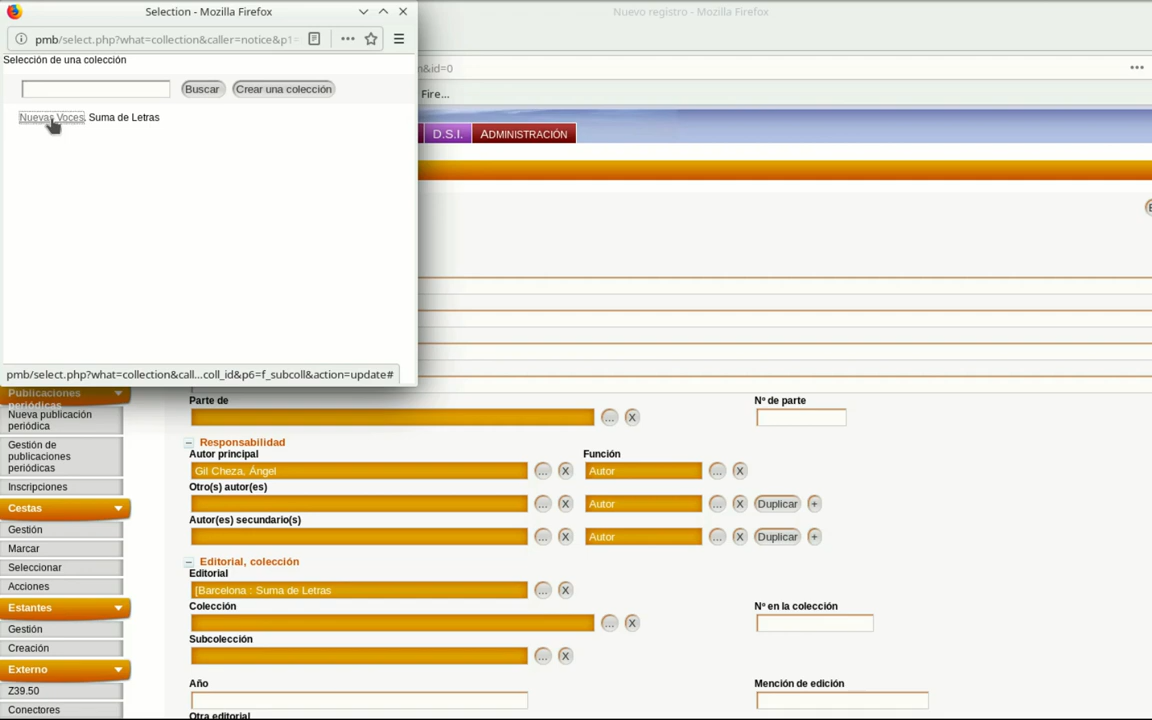 Selection - Mozilla Firefox
Nuevo registro - Mozilla Firefox
pmb/select.php?what=collection&caller=notice&p1=
n&id=0
Selección de una colección
Buscar
Crear una colección
Fire...
Nuevas Voces. Suma de Letras
D.S.I.
ADMINISTRACIÓN
pmb/select.php?what=collection&call...coll_id&p6=f_subcoll&action=update#
Publicaciones
periódicas
Nueva publicación
periódica
Gestión de
publicaciones
periódicas
Inscripciones
Cestas
Gestión
Marcar
Seleccionar
Acciones
Estantes
Gestión
Creación
Externo
Z39.50
Conectores
Parte de
Nº de parte
... X
Responsabilidad
Autor principal
Función
Gil Cheza, Ángel
... X
Autor
... X
Otro(s) autor(es)
... X
Autor
... X
Duplicar
+
Autor(es) secundario(s)
... X
Autor
... X
Duplicar
+
Editorial, colección
Editorial
[Barcelona : Suma de Letras
... X
Colección
Nº en la colección
... X
Subcolección
... X
Año
Mención de edición
Otra editorial